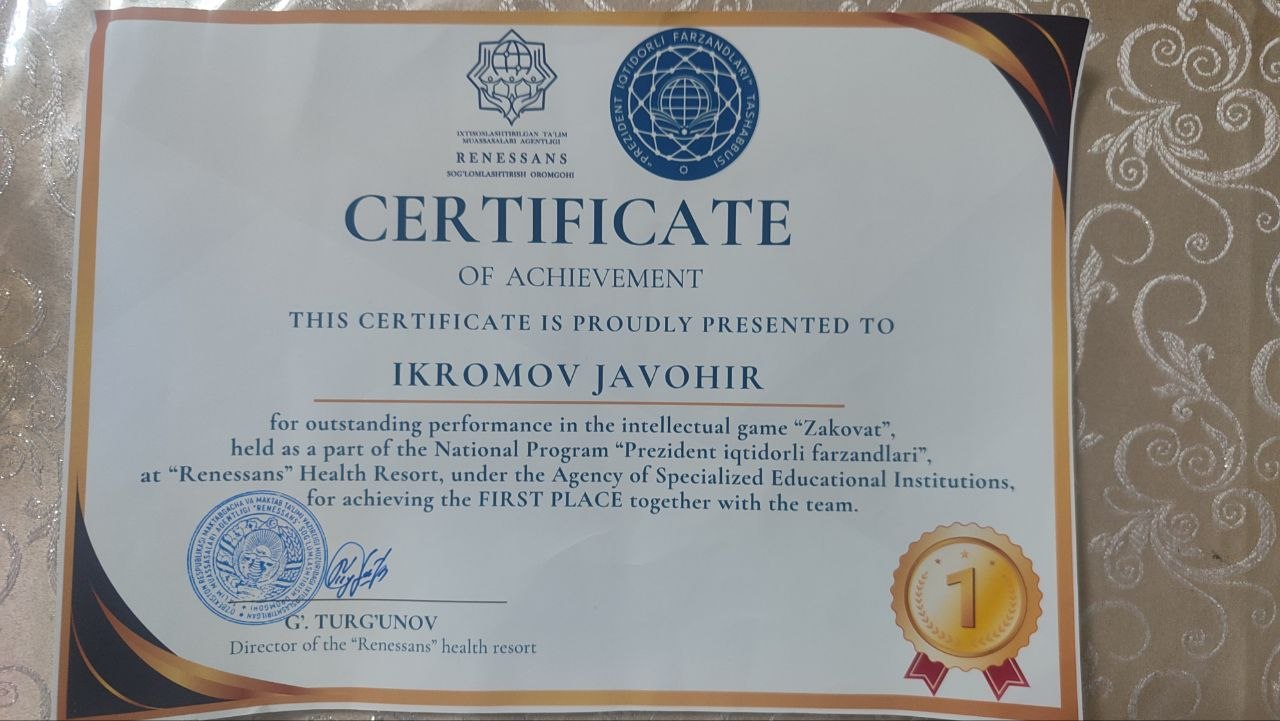 IXTISOSLASHTIRILGAN TA'LIM
MUASSASALARI AGENTLIGI
RENESSANS
SOG'LOMLASHTIRISH OROMGOHI
"PREZIDENT IQTIDORLI FARZANDLARI" TASHABBUSI
CERTIFICATE
OF ACHIEVEMENT
THIS CERTIFICATE IS PROUDLY PRESENTED TO
IKROMOV JAVOHIR
for outstanding performance in the intellectual game “Zakovat”,
held as a part of the National Program “Prezident iqtidorli farzandlari”,
at “Renessans” Health Resort, under the Agency of Specialized Educational Institutions,
for achieving the FIRST PLACE together with the team.
G'. TURG'UNOV
Director of the “Renessans” health resort
1